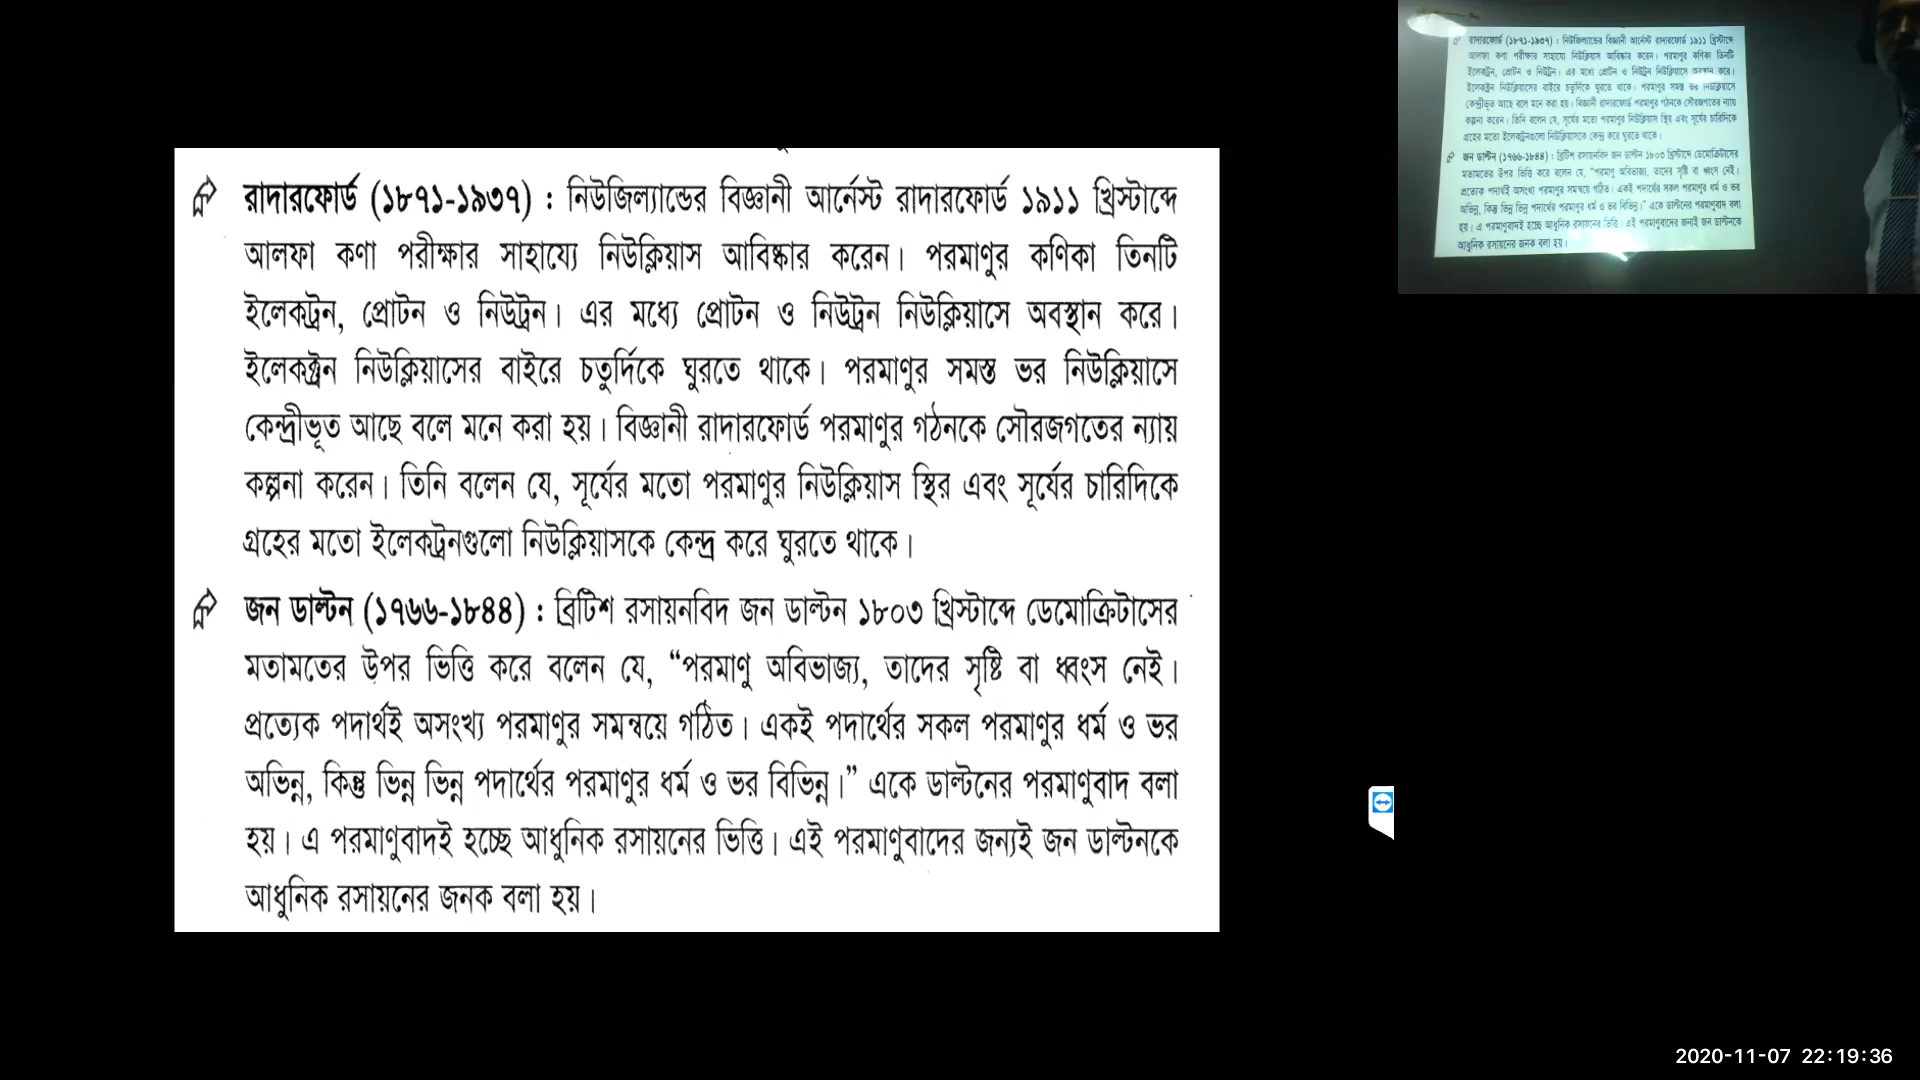 রাদারফোর্ড (১৮৭১-১৯৩৭) : নিউজিল্যান্ডের বিজ্ঞানী আর্নেস্ট রাদারফোর্ড ১৯১১ খ্রিস্টাব্দে
আলফা কণা পরীক্ষার সাহায্যে নিউক্লিয়াস আবিষ্কার করেন। পরমাণুর কণিকা তিনটি
ইলেকট্রন, প্রোটন ও নিউট্রন। এর মধ্যে প্রোটন ও নিউট্রন নিউক্লিয়াসে অবস্থান করে।
ইলেকক্ট্রন নিউক্লিয়াসের বাইরে চতুর্দিকে ঘুরতে থাকে। পরমাণুর সমস্ত ভর নিউক্লিয়াসে
কেন্দ্রীভূত আছে বলে মনে করা হয়। বিজ্ঞানী রাদারফোর্ড পরমাণুর গঠনকে সৌরজগতের ন্যায়
কল্পনা করেন। তিনি বলেন যে, সূর্যের মতো পরমাণুর নিউক্লিয়াস স্থির এবং সূর্যের চারিদিকে
গ্রহের মতো ইলেকট্রনগুলো নিউক্লিয়াসকে কেন্দ্র করে ঘুরতে থাকে।
জন ডাল্টন (১৭৬৬-১৮৪৪) : ব্রিটিশ রসায়নবিদ জন ডাল্টন ১৮০৩ খ্রিস্টাব্দে ডেমোক্রিটাসের
মতামতের উপর ভিত্তি করে বলেন যে, “পরমাণু অবিভাজ্য, তাদের সৃষ্টি বা ধ্বংস নেই।
প্রত্যেক পদার্থই অসংখ্য পরমাণুর সমন্বয়ে গঠিত। একই পদার্থের সকল পরমাণুর ধর্ম ও ভর
অভিন্ন, কিন্তু ভিন্ন ভিন্ন পদার্থের পরমাণুর ধর্ম ও ভর বিভিন্ন।” একে ডাল্টনের পরমাণুবাদ বলা
হয়। এ পরমাণুবাদই হচ্ছে আধুনিক রসায়নের ভিত্তি। এই পরমাণুবাদের জন্যই জন ডাল্টনকে
আধুনিক রসায়নের জনক বলা হয়।
2020-11-07 22:19:36